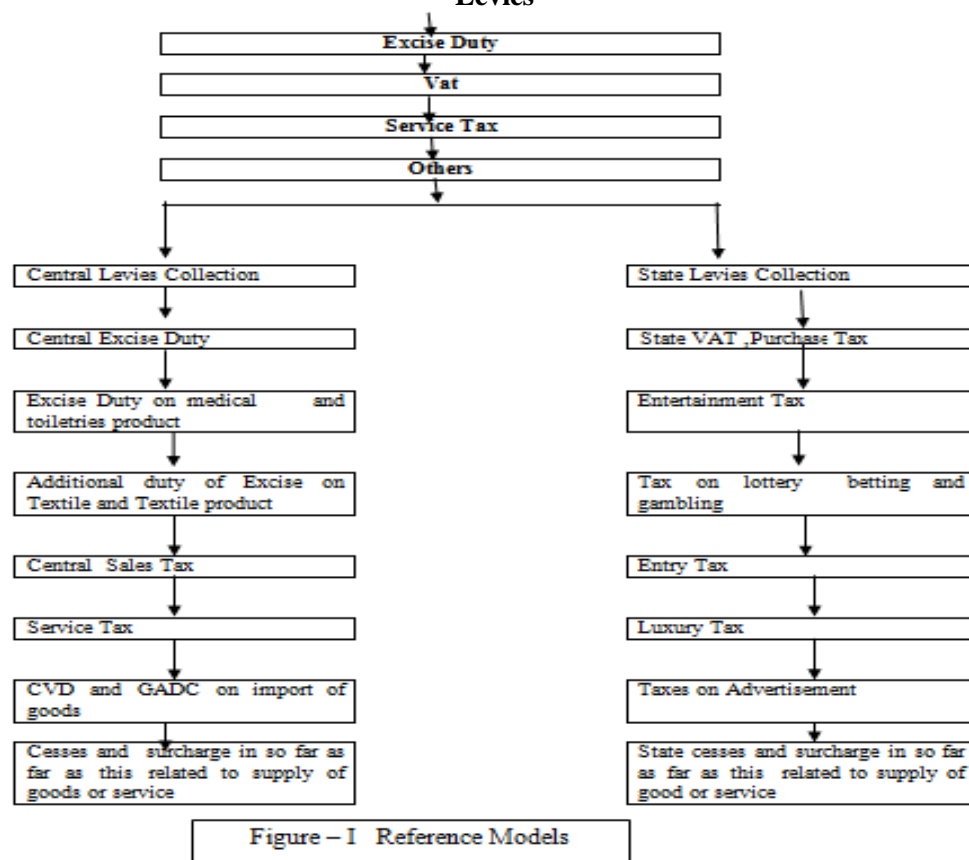 Levies
Excise Duty
Vat
Service Tax
Others
Central Levies Collection
Central Excise Duty
Excise Duty on medical and
toiletries product
Additional duty of Excise on
Textile and Textile product
Central Sales Tax
Service Tax
CVD and GADC on import of
goods
Cesses and surcharge in so far as
far as this related to supply of
goods or service
State Levies Collection
State VAT ,Purchase Tax
Entertainment Tax
Tax on lottery betting and
gambling
Entry Tax
Luxury Tax
Taxes on Advertisement
State cesses and surcharge in so far
as far as this related to supply of
good or service
Figure – I Reference Models